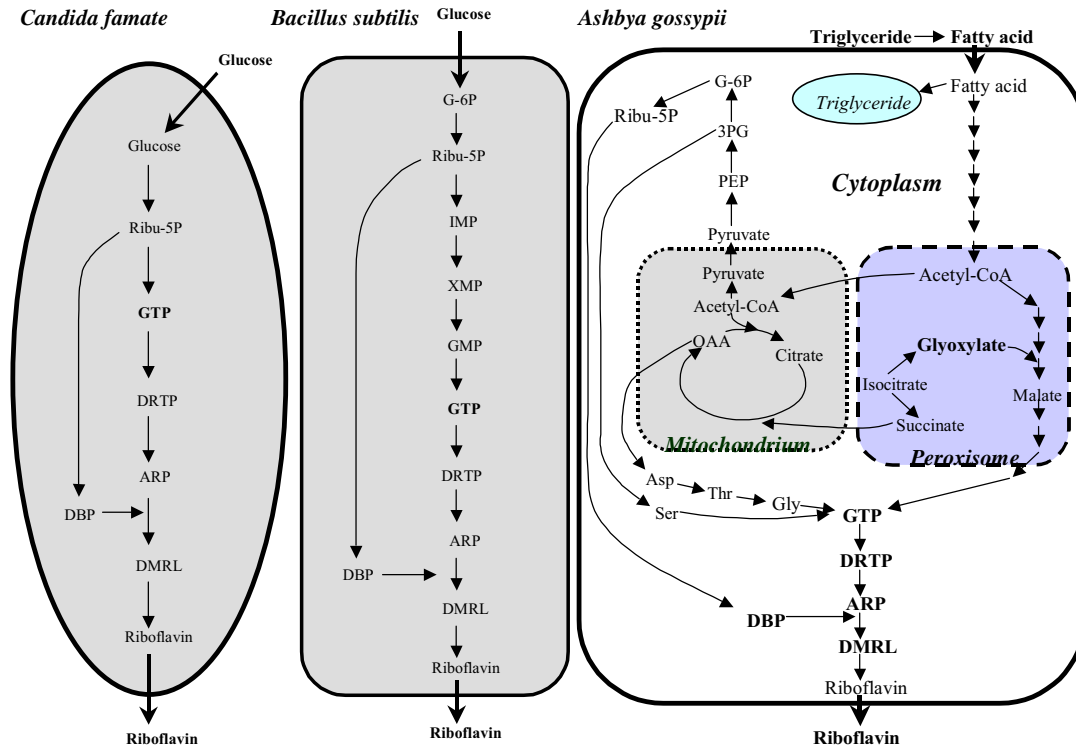 Candida famate
Glucose
Glucose
Ribu-5P
GTP
DRTP
ARP
DBP
DMRL
Riboflavin
Riboflavin
Bacillus subtilis
Glucose
G-6P
Ribu-5P
IMP
XMP
GMP
GTP
DRTP
ARP
DBP
DMRL
Riboflavin
Riboflavin
Ashbya gossypii
Triglyceride Fatty acid
Fatty acid
Triglyceride
G-6P
Ribu-5P
3PG
PEP
Cytoplasm
Pyruvate
Pyruvate
Acetyl-CoA
Acetyl-CoA
OAA
Citrate
Glyoxylate
Isocitrate
Malate
Succinate
Mitochondrium
Peroxisome
Asp
Thr
Gly
Ser
GTP
DRTP
ARP
DBP
DMRL
Riboflavin
Riboflavin